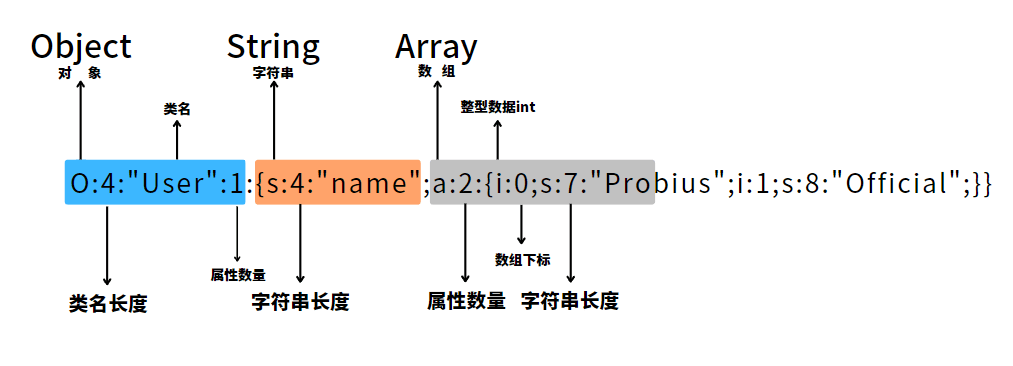 Object String Array
对 象 字符串 数 组
类名 整型数据int
O:4:"User":1:{s:4:"name";a:2:{i:0;s:7:"Probius";i:1;s:8:"Official";}}
属性数量 数组下标
类名长度 字符串长度 属性数量 字符串长度